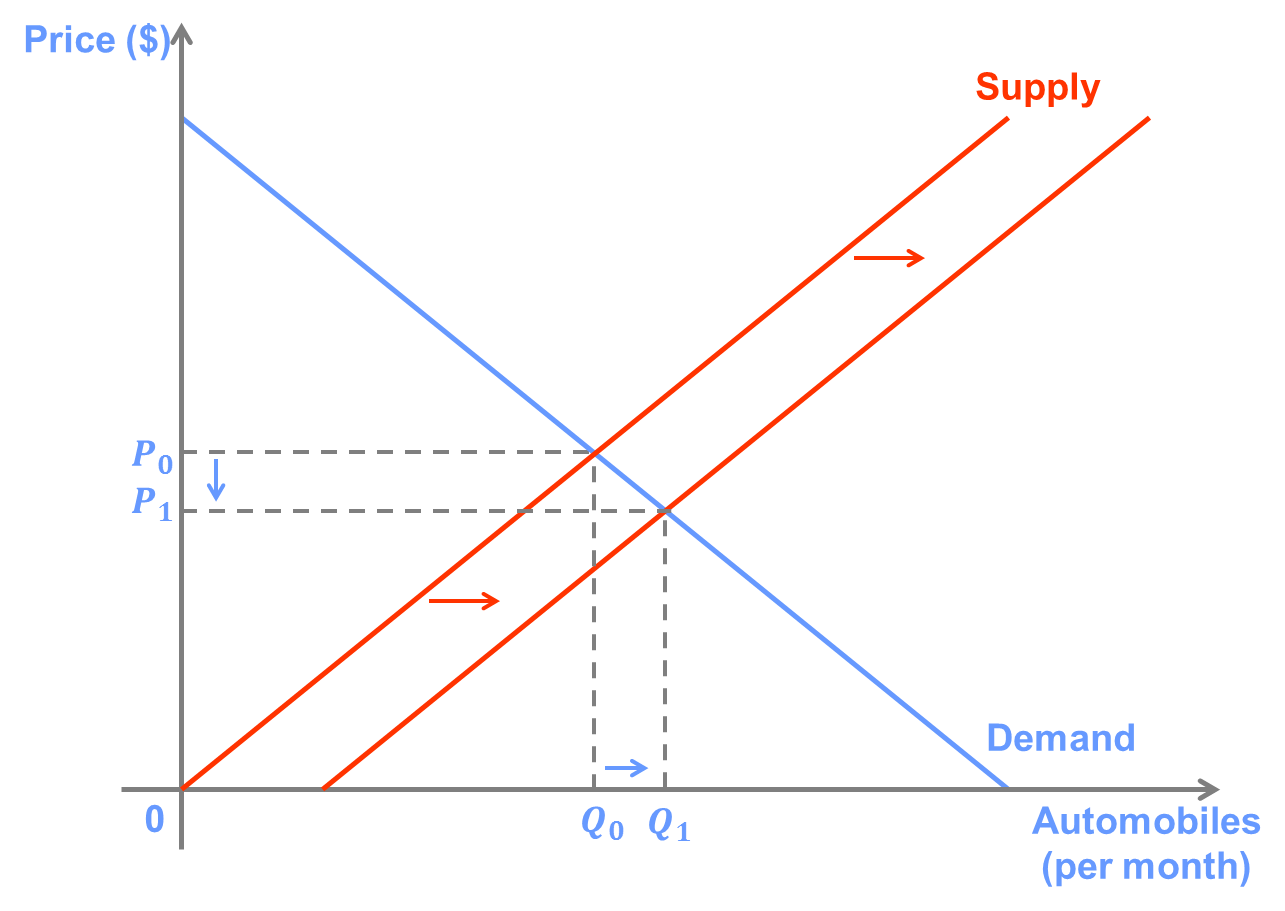 Price ($)
Supply
P₀
P₁
Demand
0
Q₀ Q₁
Automobiles
(per month)